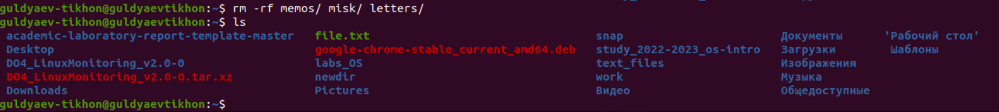 guldyaev-tikhon@guldyaevtikhon:~$ rm -rf memos/ misk/ letters/
guldyaev-tikhon@guldyaevtikhon:~$ ls
academic-laboratory-report-template-master file.txt snap Документы 'Рабочий стол'
Desktop google-chrome-stable_current_amd64.deb study_2022-2023_os-intro Загрузки Шаблоны
DO4_LinuxMonitoring_v2.0-0 labs_OS text_files Изображения
DO4_LinuxMonitoring_v2.0-0.tar.xz newdir work Музыка
Downloads Pictures Видео Общедоступные
guldyaev-tikhon@guldyaevtikhon:~$